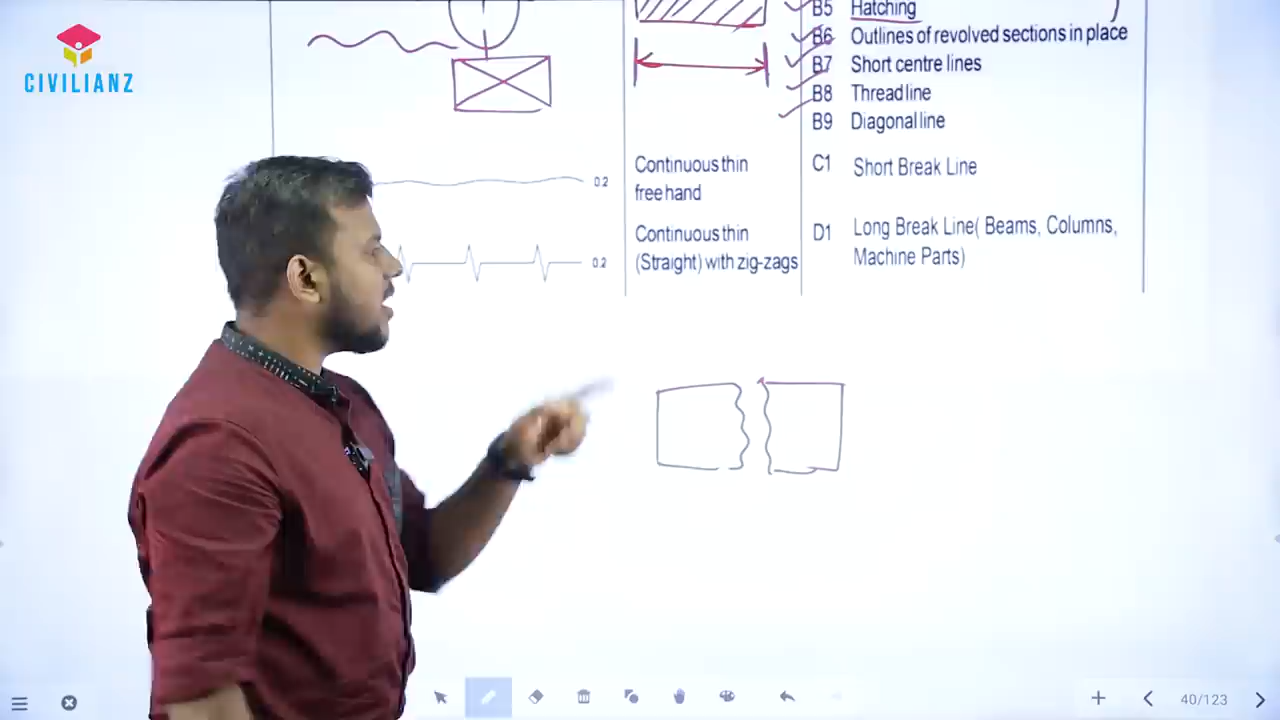 CIVILIANZ
B5 Hatching
B6 Outlines of revolved sections in place
B7 Short centre lines
B8 Thread line
B9 Diagonal line
0.2 Continuous thin free hand C1 Short Break Line
0.2 Continuous thin (Straight) with zig-zags D1 Long Break Line( Beams, Columns, Machine Parts)
40/123